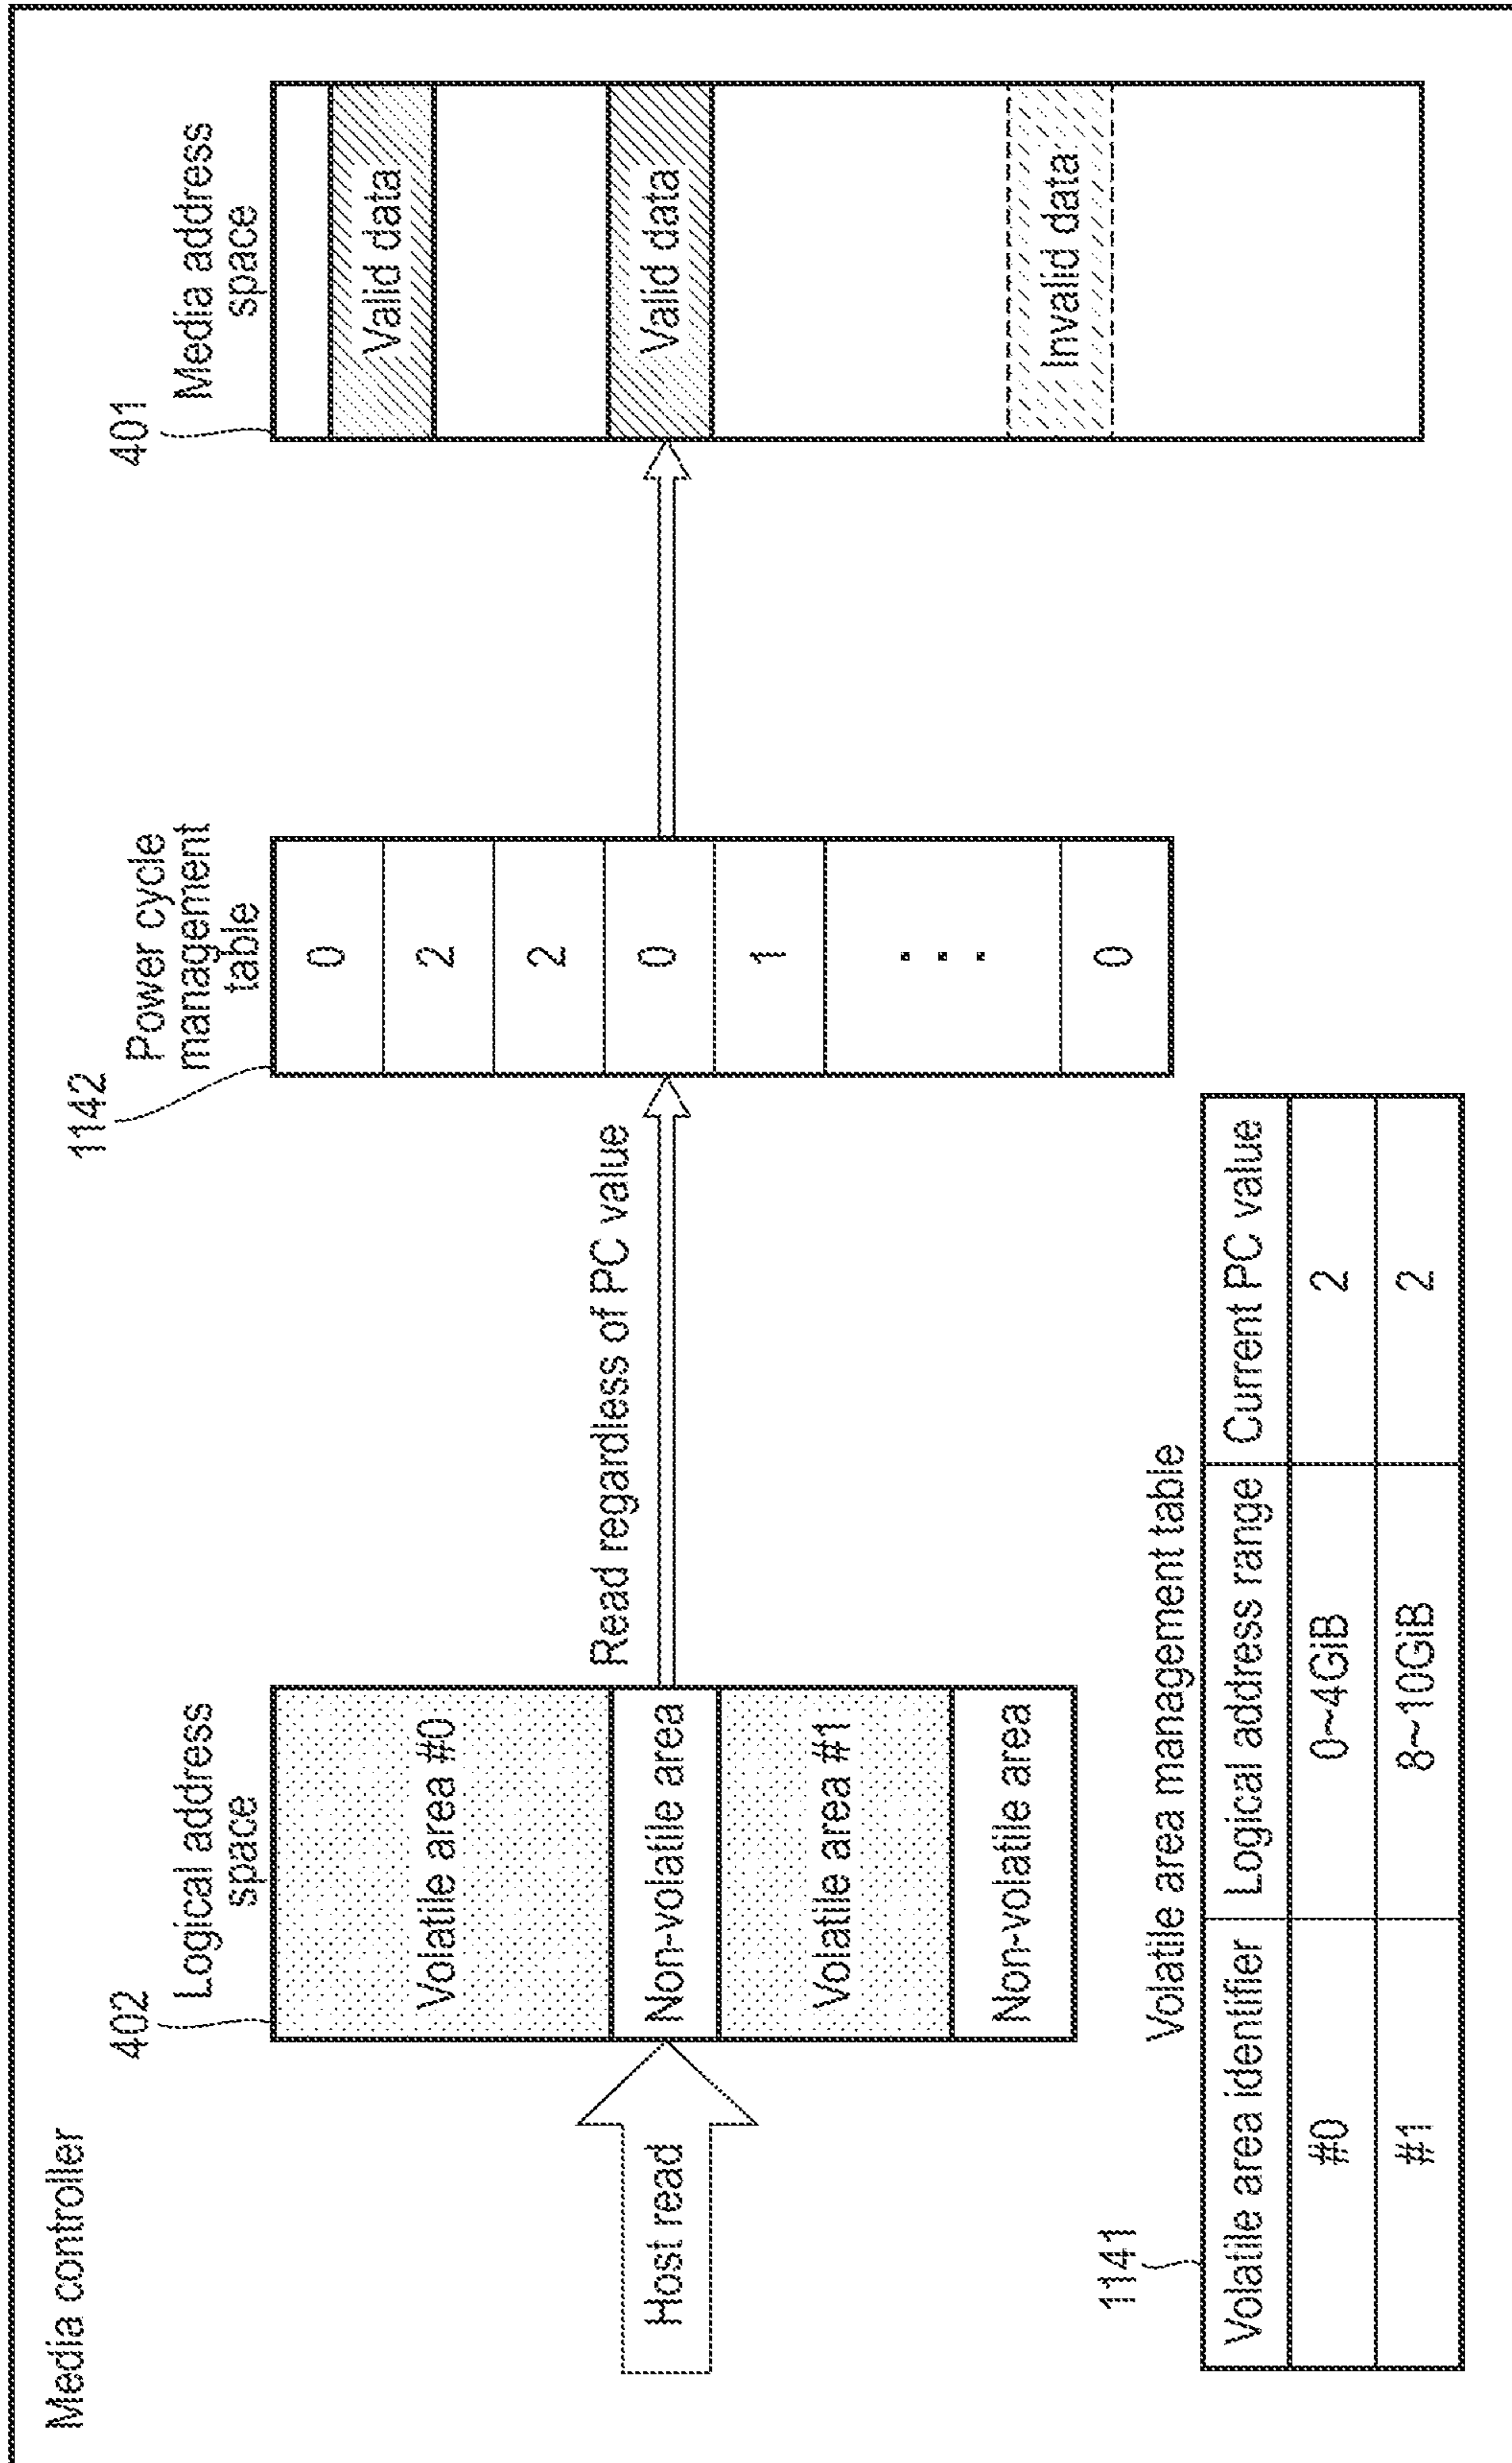 Media controller
402
Logical address
space
Volatile area #0
Non-volatile area
Volatile area #1
Non-volatile area
Host read
Read regardless of PC value
1142
Power cycle
management
table
0
2
2
0
1
0
401
Media address
space
Valid data
Valid data
Invalid data
Volatile area management table
1141
Volatile area identifier Logical address range Current PC value
#0 0~4GiB 2
#1 8~10GiB 2